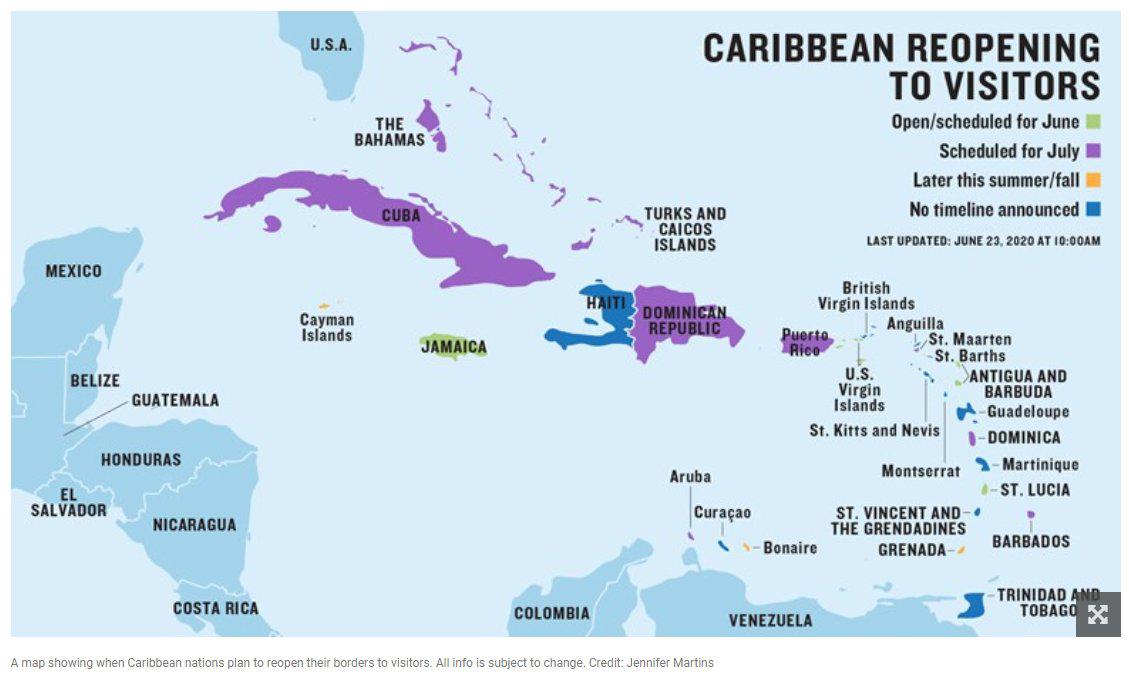 CARIBBEAN REOPENING
TO VISITORS
Open/scheduled for June
Scheduled for July
Later this summer/fall
No timeline announced
LAST UPDATED: JUNE 23, 2020 AT 10:00AM
U.S.A.
THE
BAHAMAS
CUBA
TURKS AND
CAICOS
ISLANDS
MEXICO
Cayman
Islands
JAMAICA
HAITI
DOMINICAN
REPUBLIC
Puerto
Rico
British
Virgin Islands
Anguilla
St. Maarten
St. Barths
U.S.
Virgin
Islands
ANTIGUA AND
BARBUDA
BELIZE
GUATEMALA
Guadeloupe
St. Kitts and Nevis
DOMINICA
HONDURAS
Montserrat
Martinique
EL
SALVADOR
Aruba
ST. LUCIA
NICARAGUA
Curaçao
ST. VINCENT AND
THE GRENDADINES
BARBADOS
Bonaire
GRENADA
COSTA RICA
COLOMBIA
VENEZUELA
TRINIDAD AND
TOBAGO
A map showing when Caribbean nations plan to reopen their borders to visitors. All info is subject to change. Credit: Jennifer Martins